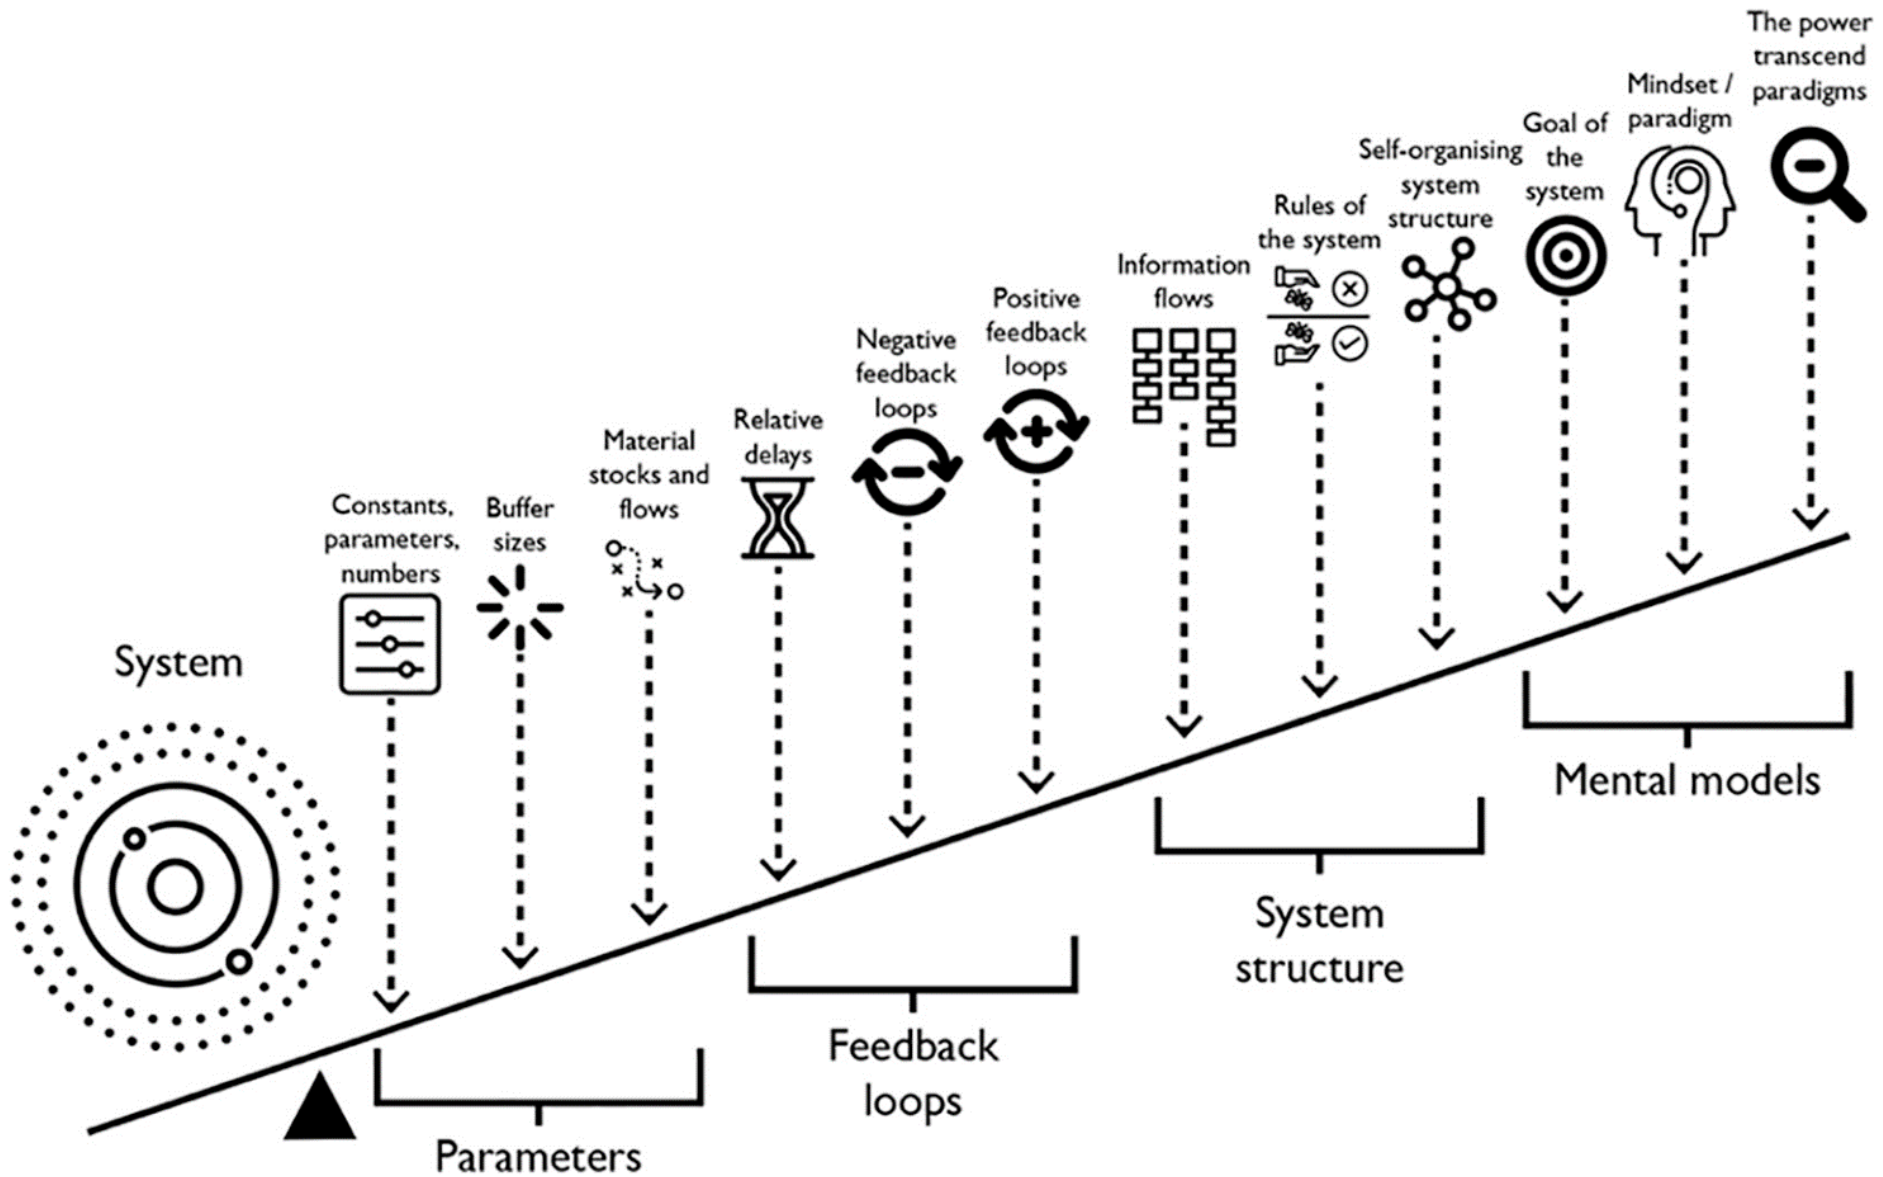 The power
transcend
paradigms
Mindset /
paradigm
Goal of
the
system
Self-organising
system
structure
Rules of
the system
Information
flows
Positive
feedback
loops
Negative
feedback
loops
Relative
delays
Material
stocks and
flows
Buffer
sizes
Constants,
parameters,
numbers
System
Mental models
System
structure
Feedback
loops
Parameters